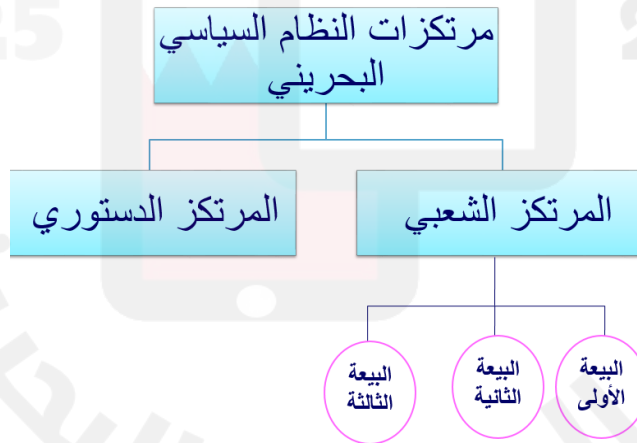 مرتكزات النظام السياسي
البحريني
المرتكز الشعبي
المرتكز الدستوري
البيعة
الأولى
البيعة
الثانية
البيعة
الثالثة